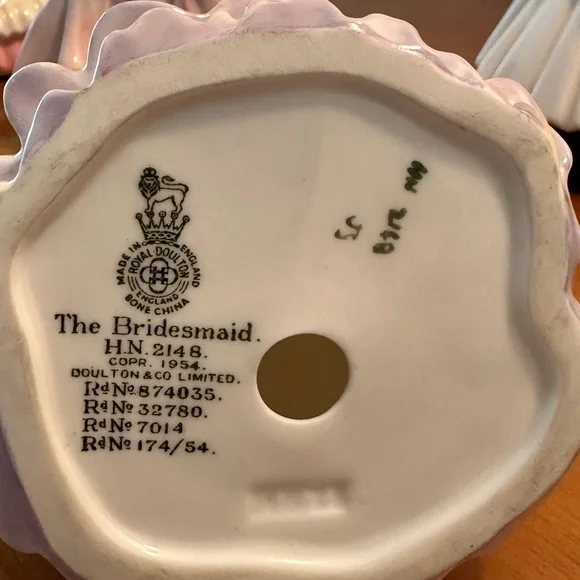 MADE IN ENGLAND
ROYAL DOULTON
ENGLAND
BONE CHINA
The Bridesmaid.
H.N. 2148.
COPR. 1954.
DOULTON & CO LIMITED.
Rd No 874035.
Rd No 32780.
Rd No 7014
Rd No 174/54.